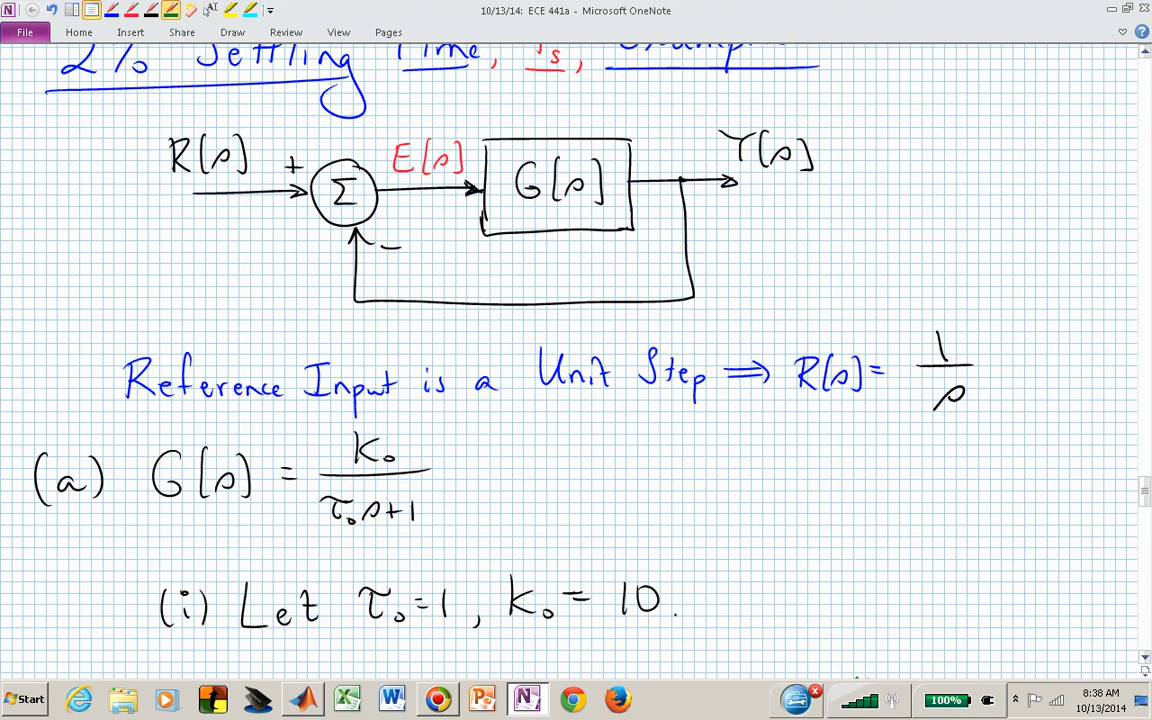 10/13/14: ECE 441a - Microsoft OneNote
File Home Insert Share Draw Review View Pages
2% Settling Time, Ts, Example
R(s) + Σ E(s) G(s) Y(s)
−
Reference Input is a Unit Step ⟹ R(s) = 1/s
(a) G(s) = K₀/(τ₀s+1)
(i) Let τ₀=1, K₀ = 10.
Start
100%
8:38 AM
10/13/2014